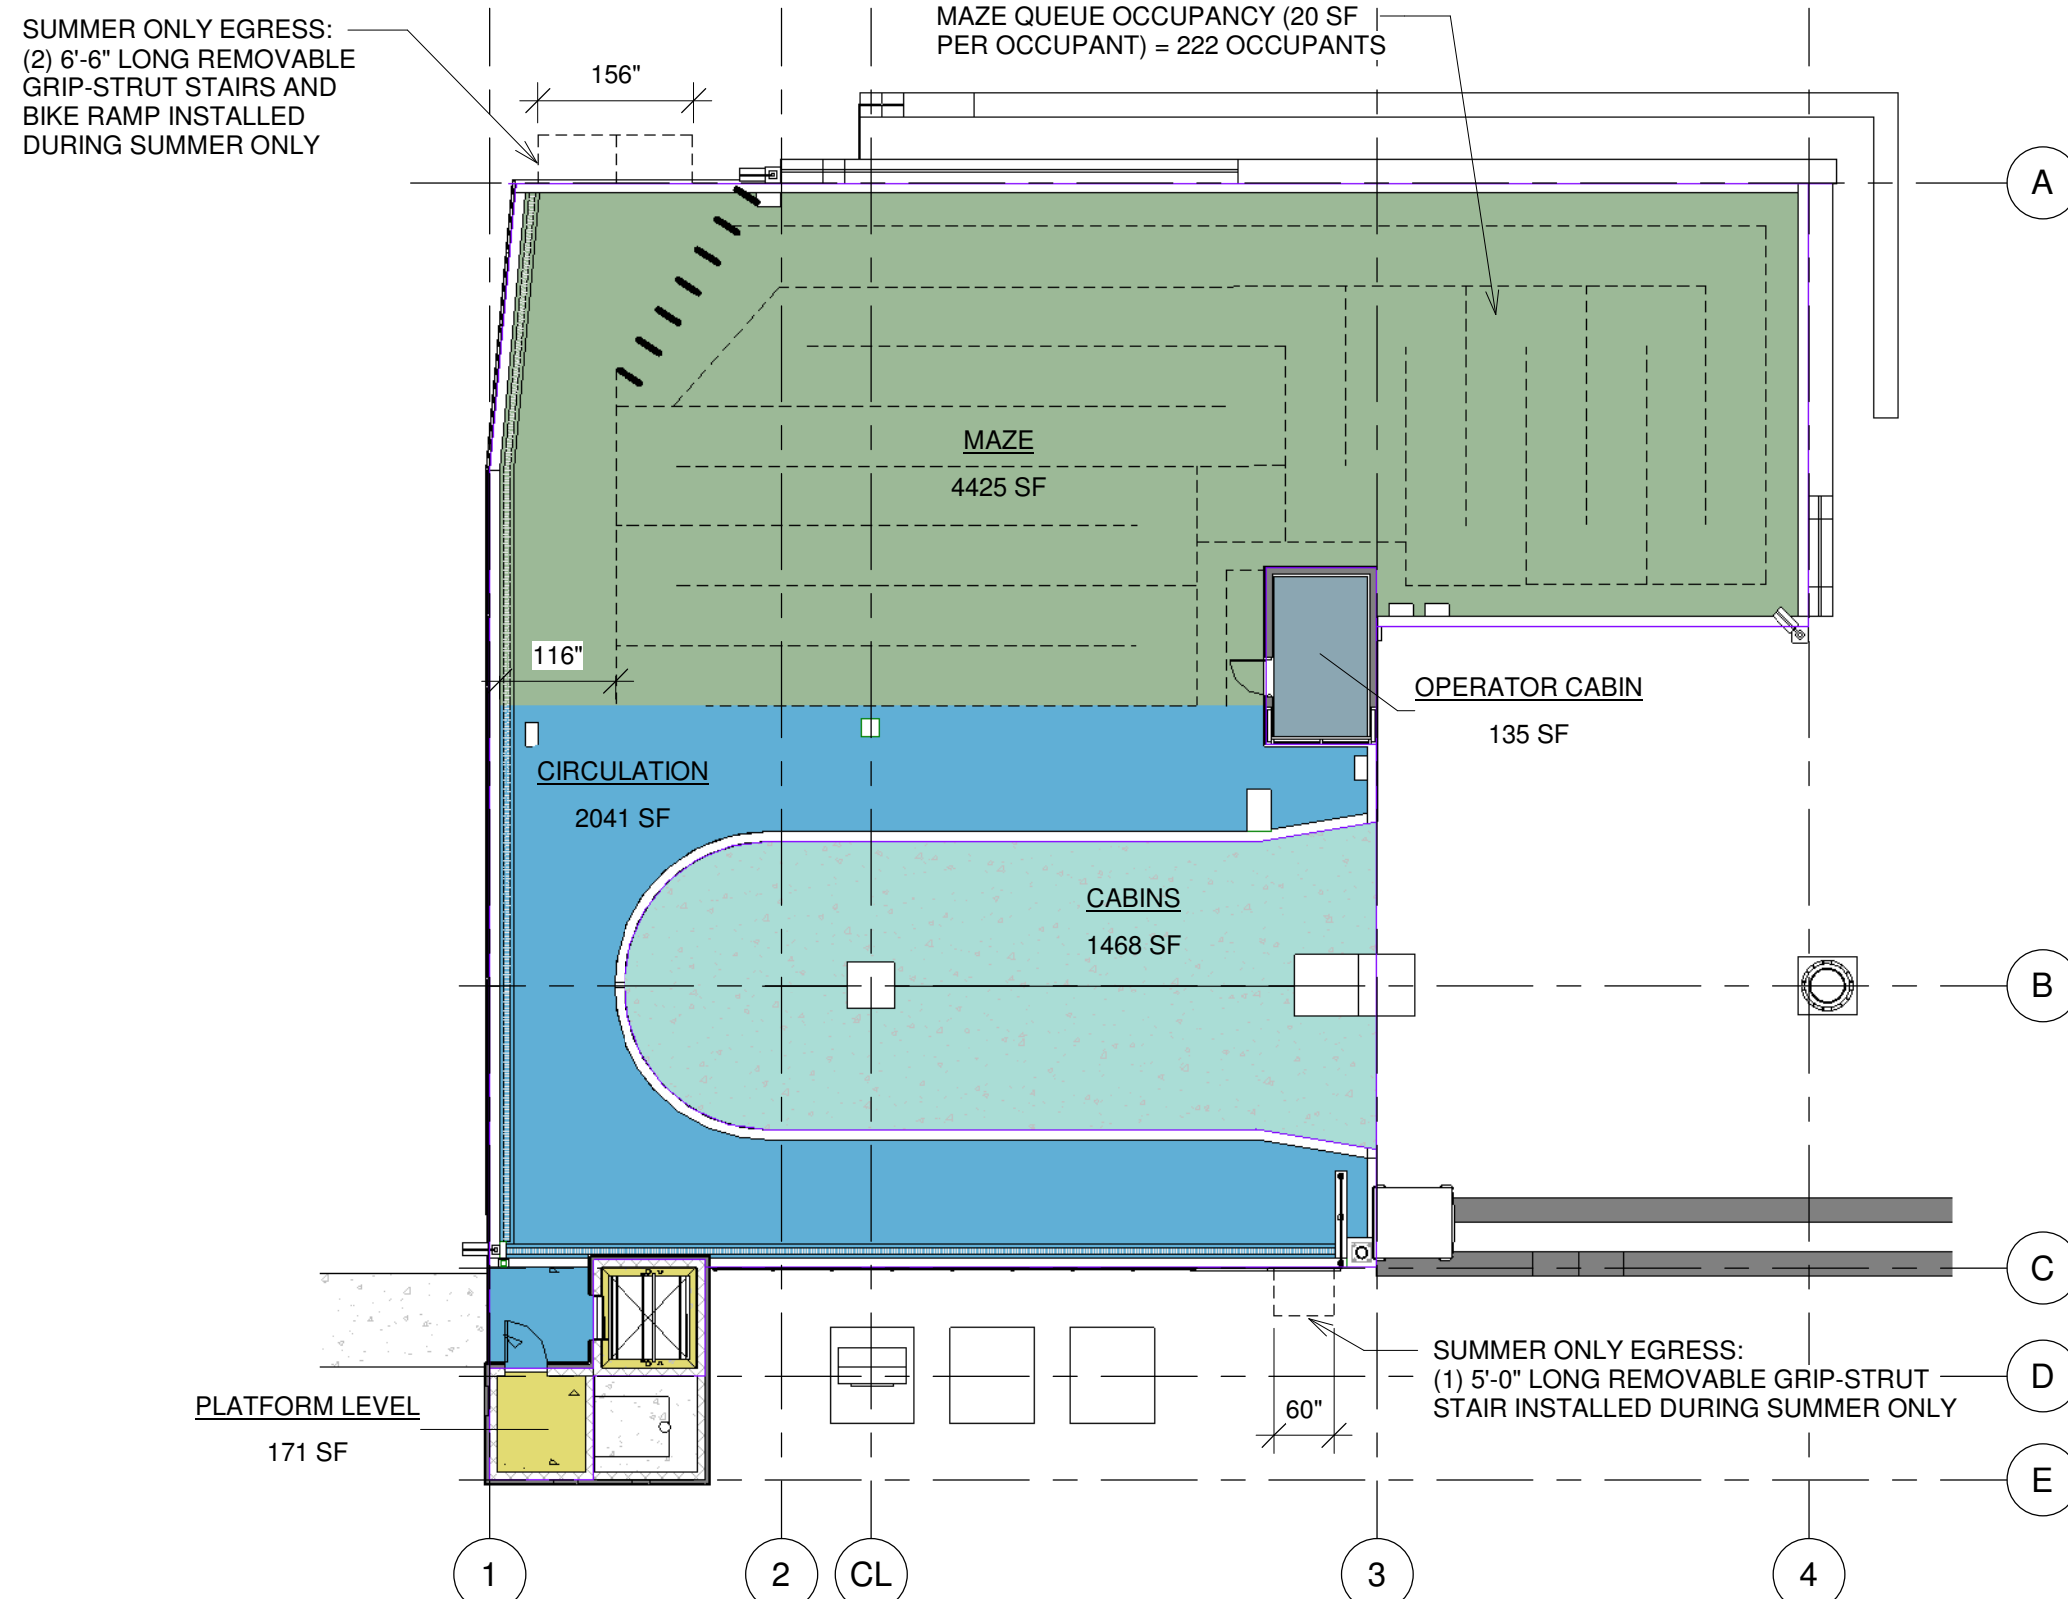 SUMMER ONLY EGRESS:
(2) 6'-6" LONG REMOVABLE
GRIP-STRUT STAIRS AND
BIKE RAMP INSTALLED
DURING SUMMER ONLY
156"
MAZE QUEUE OCCUPANCY (20 SF
PER OCCUPANT) = 222 OCCUPANTS
A
MAZE
4425 SF
116"
OPERATOR CABIN
135 SF
CIRCULATION
2041 SF
CABINS
1468 SF
B
C
SUMMER ONLY EGRESS:
(1) 5'-0" LONG REMOVABLE GRIP-STRUT
STAIR INSTALLED DURING SUMMER ONLY
D
PLATFORM LEVEL
171 SF
60"
E
1
2
CL
3
4